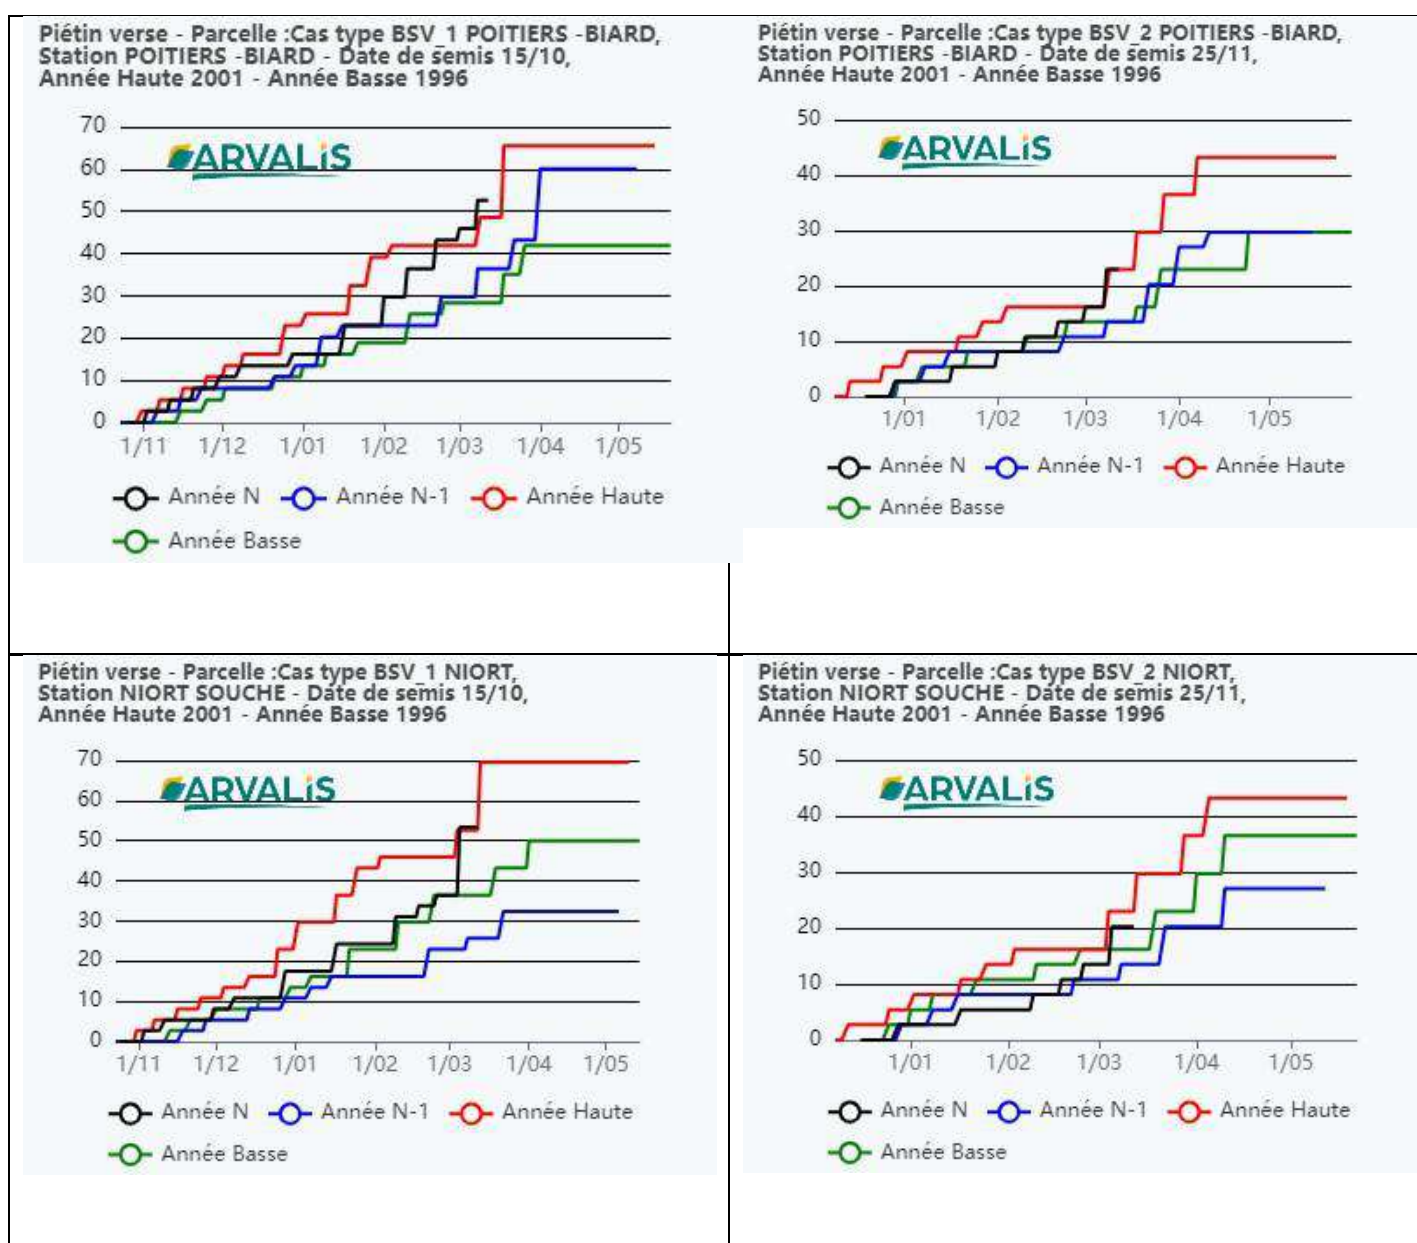 Piétin verse - Parcelle :Cas type BSV_1 POITIERS -BIARD,
Station POITIERS -BIARD - Date de semis 15/10,
Année Haute 2001 - Année Basse 1996
70
60
50
40
30
20
10
0
ARVALIS
1/11 1/12 1/01 1/02 1/03 1/04 1/05
Année N Année N-1 Année Haute
Année Basse
Piétin verse - Parcelle :Cas type BSV_2 POITIERS -BIARD,
Station POITIERS -BIARD - Date de semis 25/11,
Année Haute 2001 - Année Basse 1996
50
40
30
20
10
0
ARVALIS
1/01 1/02 1/03 1/04 1/05
Année N Année N-1 Année Haute
Année Basse
Piétin verse - Parcelle :Cas type BSV_1 NIORT,
Station NIORT SOUCHE - Date de semis 15/10,
Année Haute 2001 - Année Basse 1996
70
60
50
40
30
20
10
0
ARVALIS
1/11 1/12 1/01 1/02 1/03 1/04 1/05
Année N Année N-1 Année Haute
Année Basse
Piétin verse - Parcelle :Cas type BSV_2 NIORT,
Station NIORT SOUCHE - Date de semis 25/11,
Année Haute 2001 - Année Basse 1996
50
40
30
20
10
0
ARVALIS
1/01 1/02 1/03 1/04 1/05
Année N Année N-1 Année Haute
Année Basse